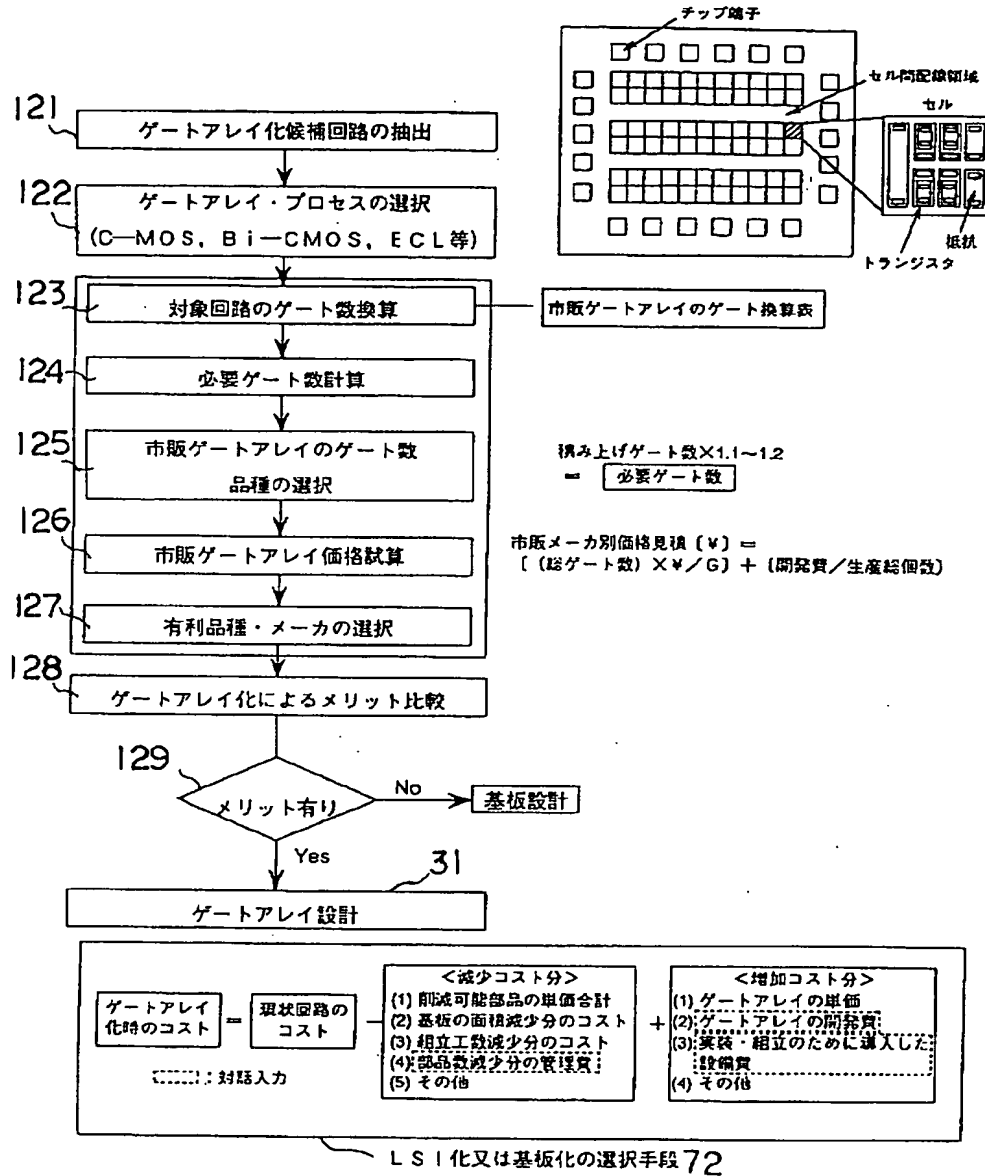 チップ端子
セル間配線領域
セル
抵抗
トランジスタ
121
ゲートアレイ化候補回路の抽出
122
ゲートアレイ・プロセスの選択
(C―MOS, Bi―CMOS, ECL等)
123
対象回路のゲート数換算
市販ゲートアレイのゲート換算表
124
必要ゲート数計算
125
市販ゲートアレイのゲート数
品種の選択
積み上げゲート数×1.1~1.2
= 必要ゲート数
126
市販ゲートアレイ価格試算
市販メーカ別価格見積 [¥] =
[(総ゲート数)×¥/G] + [開発費/生産総個数]
127
有利品種・メーカの選択
128
ゲートアレイ化によるメリット比較
129
メリット有り
No
基板設計
Yes
31
ゲートアレイ設計
ゲートアレイ
化時のコスト
=
現状回路の
コスト
―
<減少コスト分>
(1) 削減可能部品の単価合計
(2) 基板の面積減少分のコスト
(3) 組立工数減少分のコスト
(4) 部品数減少分の管理費
(5) その他
+
<増加コスト分>
(1) ゲートアレイの単価
(2) ゲートアレイの開発費
(3) 実装・組立のために導入した
設備費
(4) その他
: 対話入力
LSI化又は基板化の選択手段 72